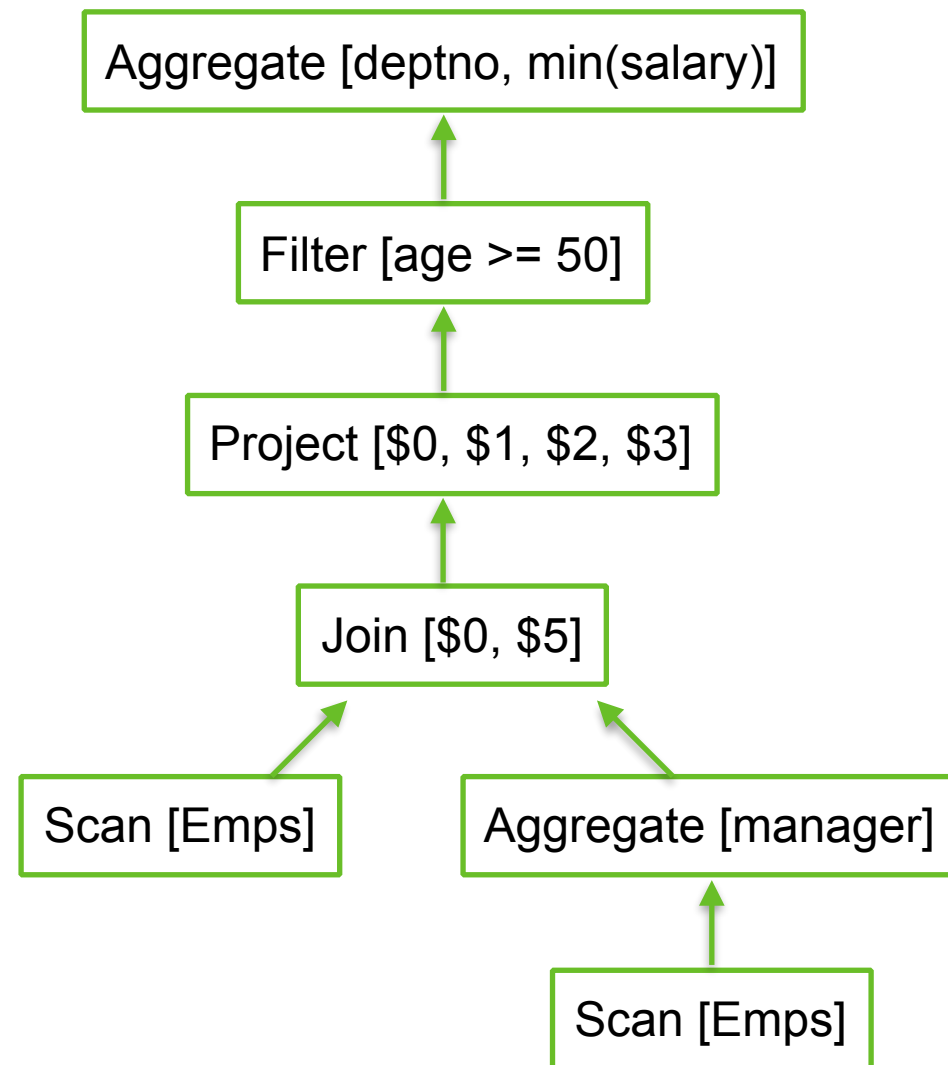 Aggregate [deptno, min(salary)]
Filter [age >= 50]
Project [$0, $1, $2, $3]
Join [$0, $5]
Scan [Emps]
Aggregate [manager]
Scan [Emps]